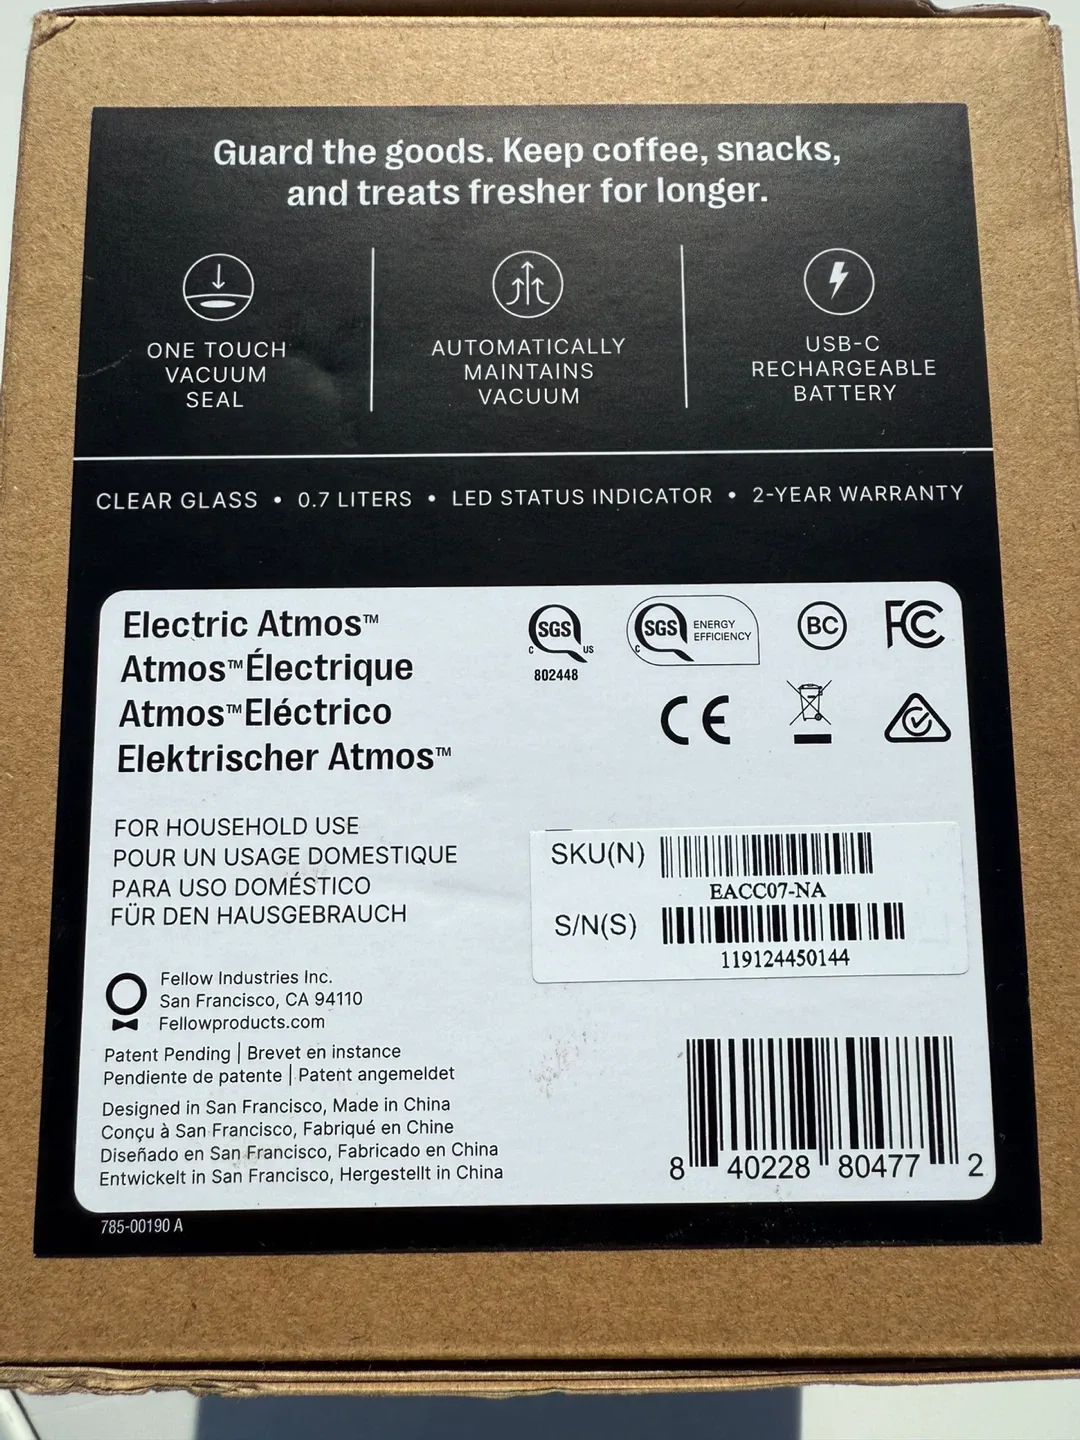 Guard the goods. Keep coffee, snacks,
and treats fresher for longer.
ONE TOUCH
VACUUM
SEAL
AUTOMATICALLY
MAINTAINS
VACUUM
USB-C
RECHARGEABLE
BATTERY
CLEAR GLASS • 0.7 LITERS • LED STATUS INDICATOR • 2-YEAR WARRANTY
Electric Atmos™
Atmos™ Électrique
Atmos™ Eléctrico
Elektrischer Atmos™
SGS
C US
802448
SGS
C
ENERGY
EFFICIENCY
BC
FC
CE
FOR HOUSEHOLD USE
POUR UN USAGE DOMESTIQUE
PARA USO DOMÉSTICO
FÜR DEN HAUSGEBRAUCH
SKU(N)
EACC07-NA
S/N(S)
119124450144
Fellow Industries Inc.
San Francisco, CA 94110
Fellowproducts.com
Patent Pending | Brevet en instance
Pendiente de patente | Patent angemeldet
Designed in San Francisco, Made in China
Conçu à San Francisco, Fabriqué en Chine
Diseñado en San Francisco, Fabricado en China
Entwickelt in San Francisco, Hergestellt in China
8 40228 80477 2
785-00190 A